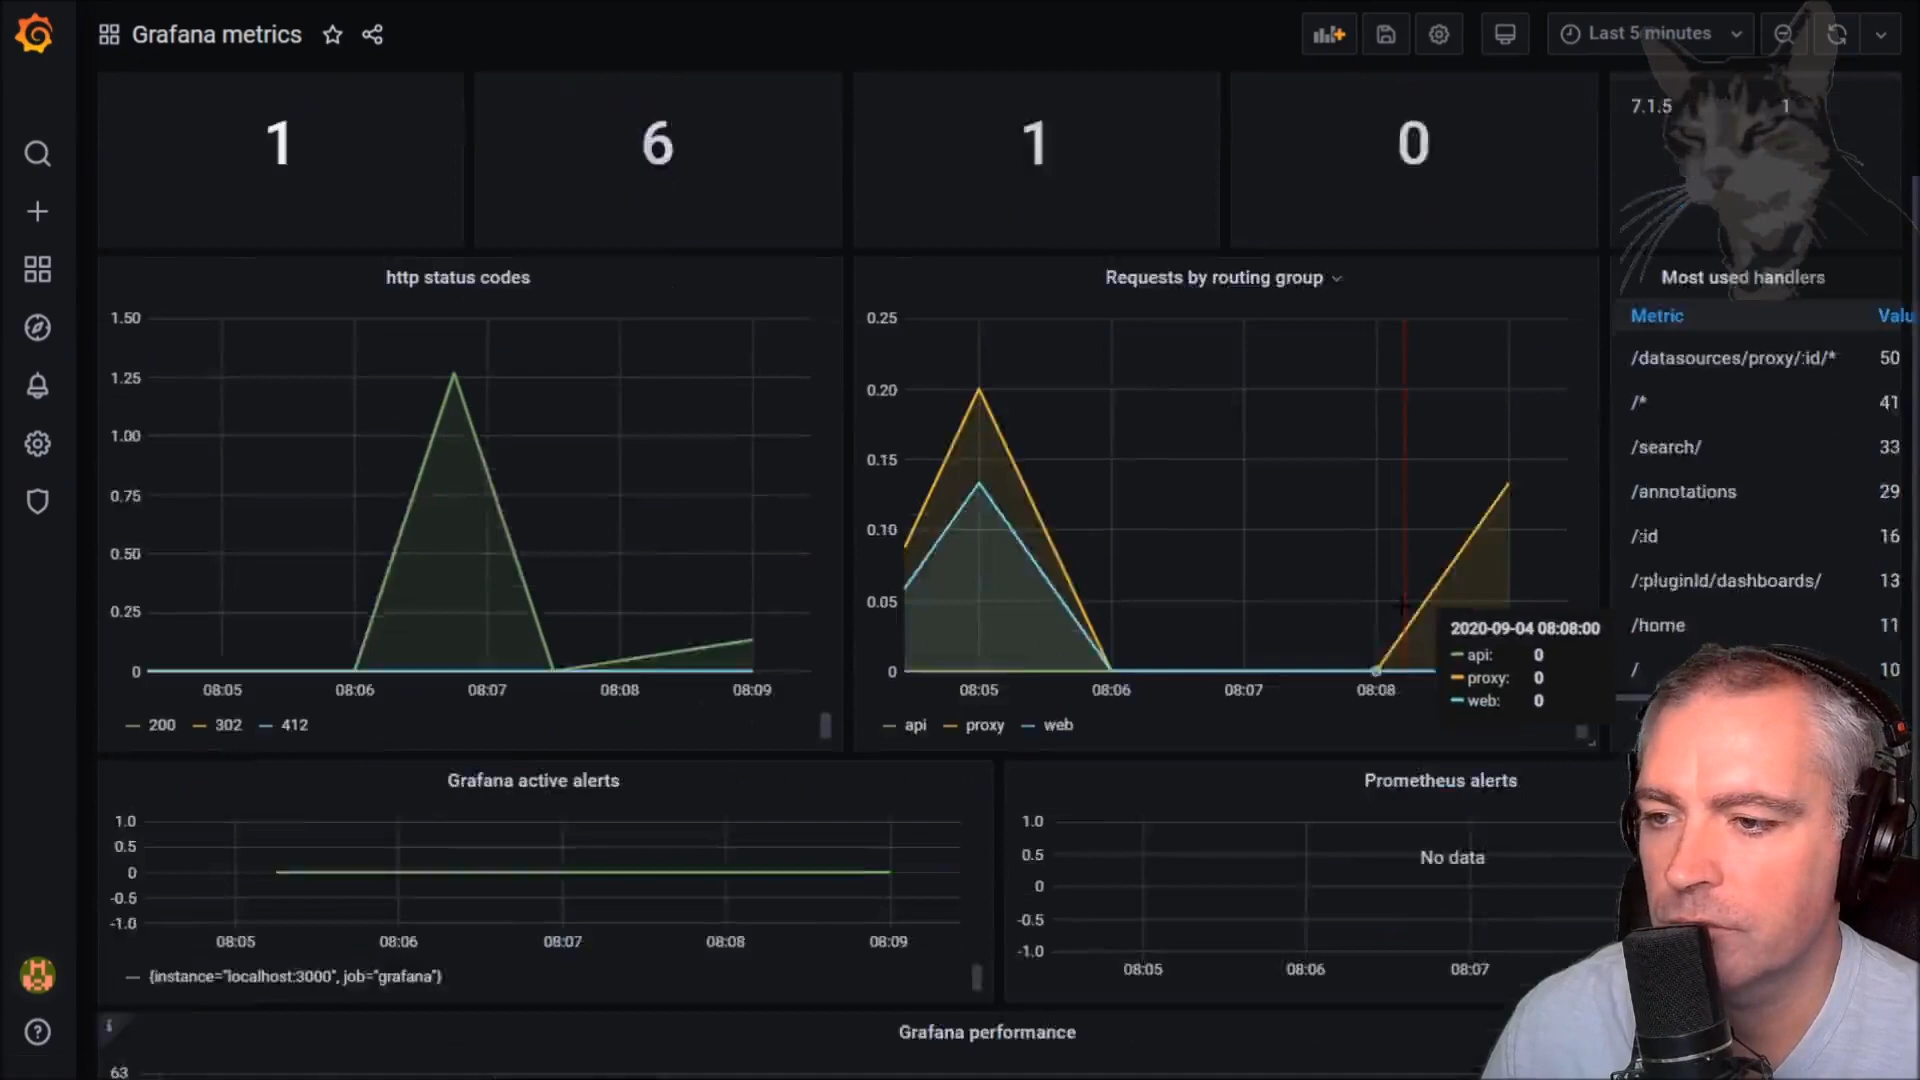 Grafana metrics
Last 5 minutes
1
6
1
0
7.1.5 1
http status codes
1.50
1.25
1.00
0.75
0.50
0.25
0
08:05 08:06 08:07 08:08 08:09
200 302 412
Requests by routing group
0.25
0.20
0.15
0.10
0.05
0
08:05 08:06 08:07 08:08
api proxy web
2020-09-04 08:08:00
api: 0
proxy: 0
web: 0
Most used handlers
Metric Valu
/datasources/proxy/:id/* 50
/* 41
/search/ 33
/annotations 29
/:id 16
/:pluginId/dashboards/ 13
/home 11
/ 10
Grafana active alerts
1.0
0.5
0
-0.5
-1.0
08:05 08:06 08:07 08:08 08:09
{instance="localhost:3000", job="grafana"}
Prometheus alerts
1.0
0.5
0
-0.5
-1.0
No data
08:05 08:06 08:07
Grafana performance
63